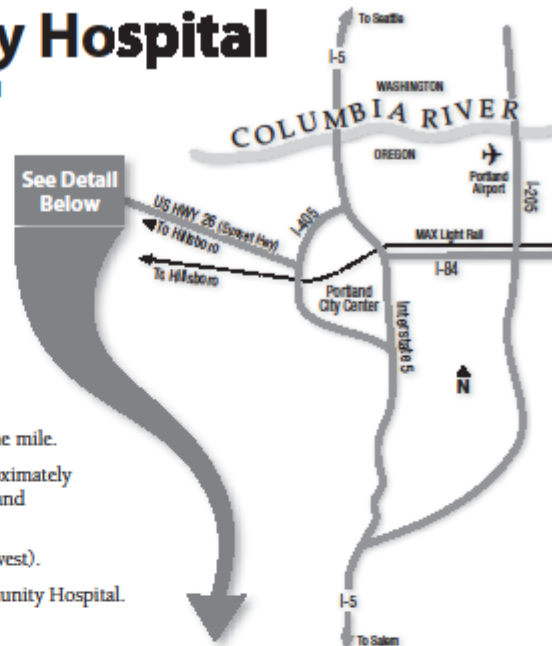 y Hospital
To Seattle
I-5
WASHINGTON
COLUMBIA RIVER
OREGON
Portland
Airport
I-205
See Detail
Below
US HWY 26 (Sunset Hwy)
To Hillsboro
I-405
MAX Light Rail
To Hillsboro
I-84
Portland
City Center
Interstate 5
N
e mile.
ximately
and
vest).
unity Hospital.
I-5
To Salem